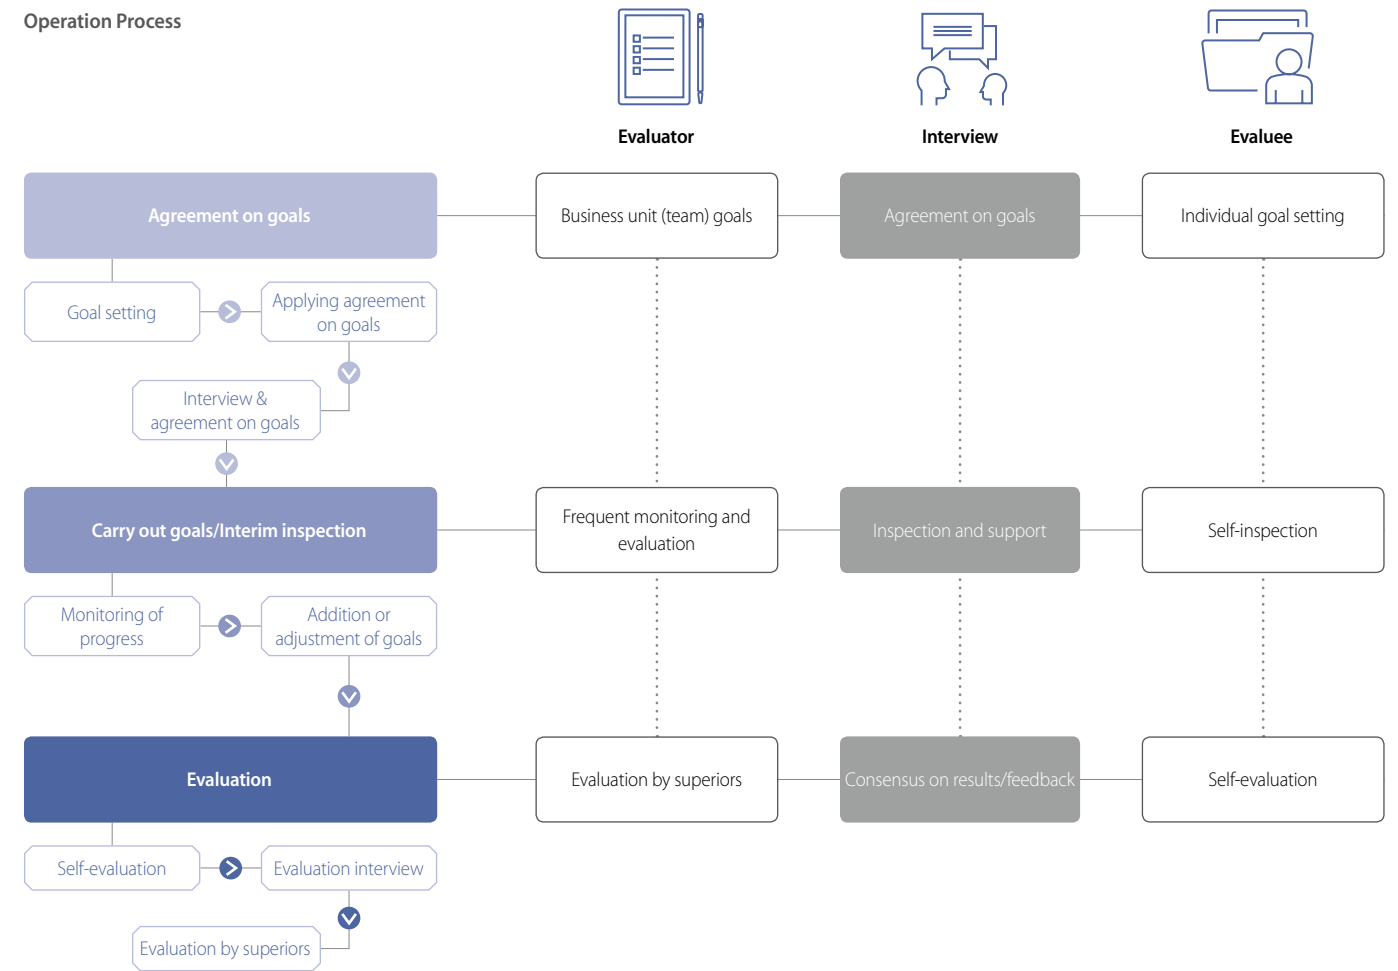 Operation Process
Evaluator
Interview
Evaluee
Agreement on goals
Business unit (team) goals
Agreement on goals
Individual goal setting
Goal setting
Applying agreement
on goals
Interview &
agreement on goals
Carry out goals/Interim inspection
Frequent monitoring and
evaluation
Inspection and support
Self-inspection
Monitoring of
progress
Addition or
adjustment of goals
Evaluation
Evaluation by superiors
Consensus on results/feedback
Self-evaluation
Self-evaluation
Evaluation interview
Evaluation by superiors